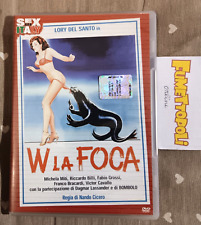 SEX
ITALY
LORY DEL SANTO in
W LA FOCA
Michela Miti, Riccardo Billi, Fabio Grossi,
Franco Bracardi, Victor Cavallo
con la partecipazione di Dagmar Lassander e di BOMBOLO
Regia di Nando Cicero
DVD
FUMETTOPOLI